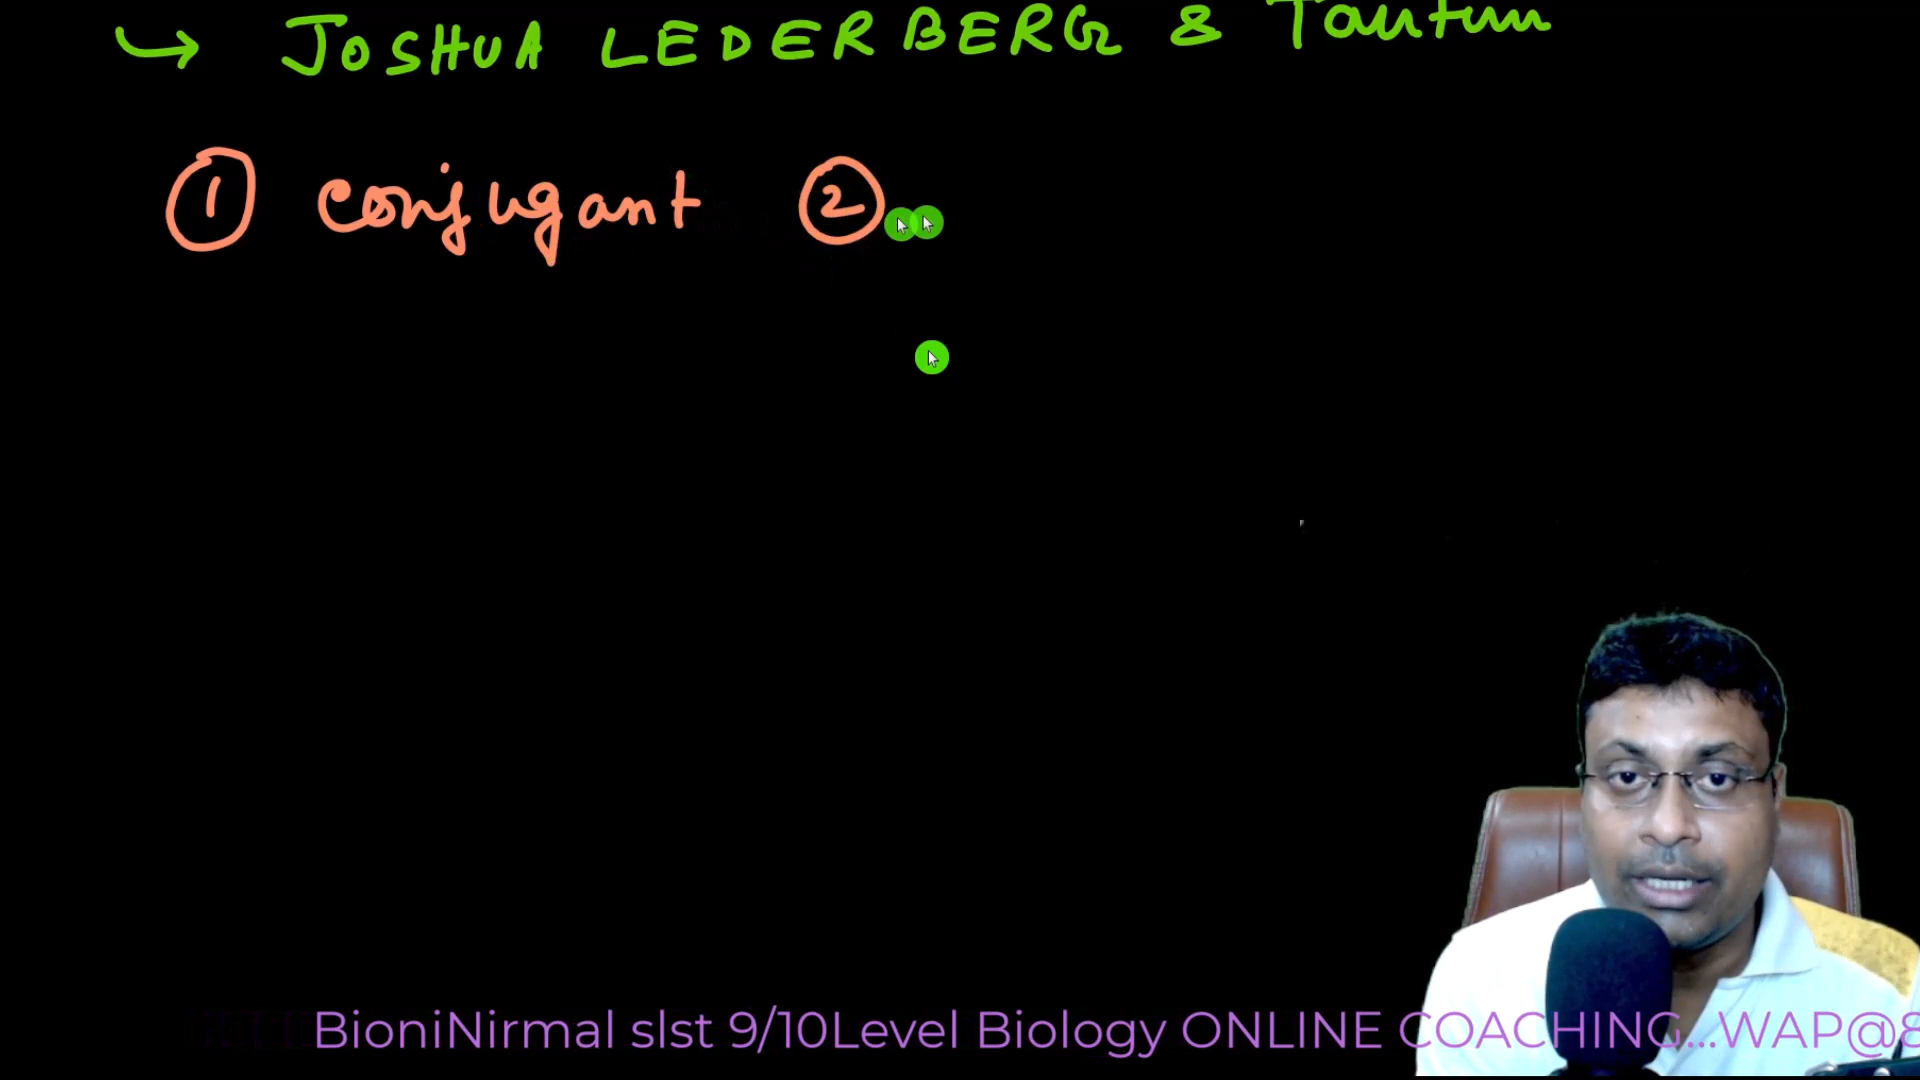 ↪ JOSHUA LEDERBERG & Tautum
① conjugant ②
BioniNirmal slst 9/10Level Biology ONLINE COACHING...WAP@8